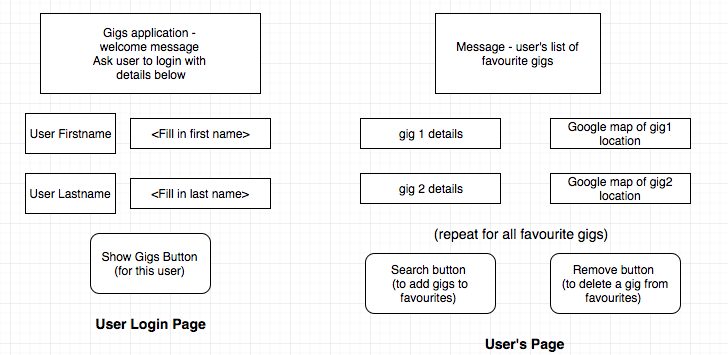 Gigs application -
welcome message
Ask user to login with
details below
User Firstname
<Fill in first name>
User Lastname
<Fill in last name>
Show Gigs Button
(for this user)
User Login Page
Message - user's list of
favourite gigs
gig 1 details
Google map of gig1
location
gig 2 details
Google map of gig2
location
(repeat for all favourite gigs)
Search button
(to add gigs to
favourites)
Remove button
(to delete a gig from
favourites)
User's Page